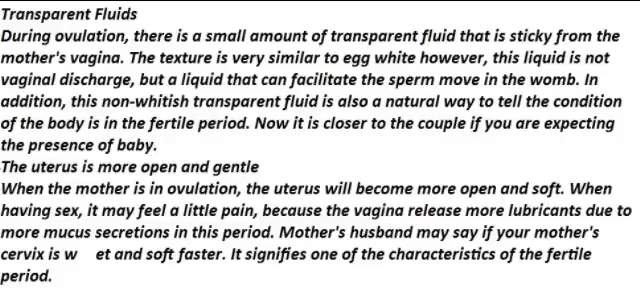 Transparent Fluids
During ovulation, there is a small amount of transparent fluid that is sticky from the
mother's vagina. The texture is very similar to egg white however, this liquid is not
vaginal discharge, but a liquid that can facilitate the sperm move in the womb. In
addition, this non-whitish transparent fluid is also a natural way to tell the condition
of the body is in the fertile period. Now it is closer to the couple if you are expecting
the presence of baby.
The uterus is more open and gentle
When the mother is in ovulation, the uterus will become more open and soft. When
having sex, it may feel a little pain, because the vagina release more lubricants due to
more mucus secretions in this period. Mother's husband may say if your mother's
cervix is w et and soft faster. It signifies one of the characteristics of the fertile
period.